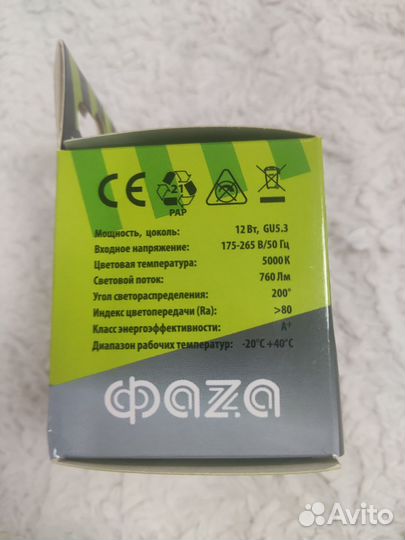 CE
21
PAP
Мощность, цоколь: 12 Вт, GU5.3
Входное напряжение: 175-265 В/50 Гц
Цветовая температура: 5000 К
Световой поток: 760 Лм
Угол светораспределения: 200°
Индекс цветопередачи (Ra): >80
Класс энергоэффективности: A+
Диапазон рабочих температур: -20°C +40°C
фаzа
Avito